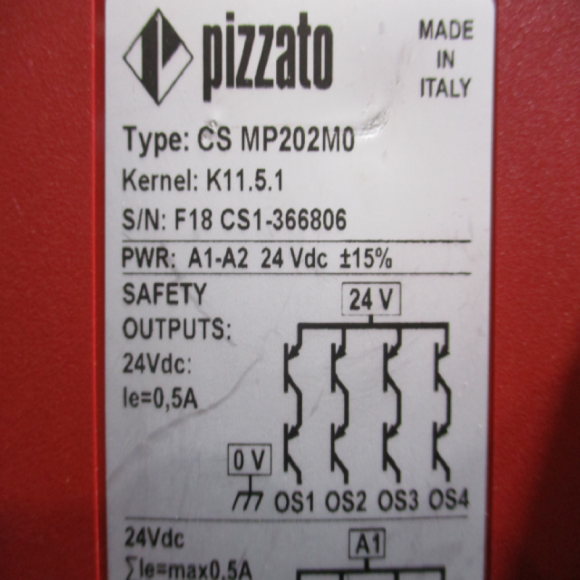 pizzato
MADE
IN
ITALY
Type: CS MP202M0
Kernel: K11.5.1
S/N: F18 CS1-366806
PWR: A1-A2 24 Vdc ±15%
SAFETY
OUTPUTS:
24Vdc:
Ie=0,5A
24 V
0 V
OS1 OS2 OS3 OS4
24Vdc
∑Ie=max0,5A
A1